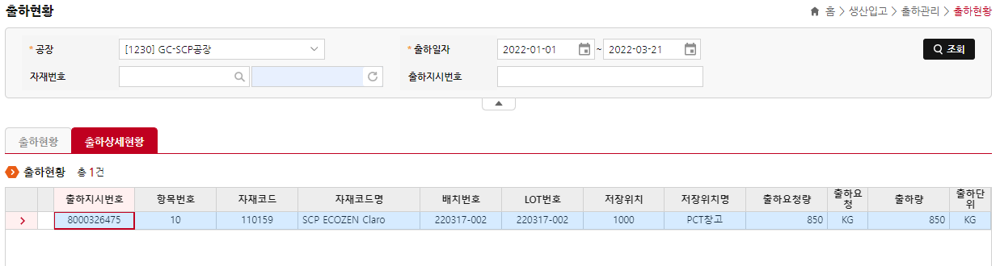 출하현황
홈 > 생산입고 > 출하관리 > 출하현황
* 공장 [1230] GC-SCP공장 * 출하일자 2022-01-01 ~ 2022-03-21 조회
자재번호 출하지시번호
출하현황 출하상세현황
출하현황 총 1건
출하지시번호 항목번호 자재코드 자재코드명 배치번호 LOT번호 저장위치 저장위치명 출하요청량 출하요청 출하량 출하단위
8000326475 10 110159 SCP ECOZEN Claro 220317-002 220317-002 1000 PCT창고 850 KG 850 KG